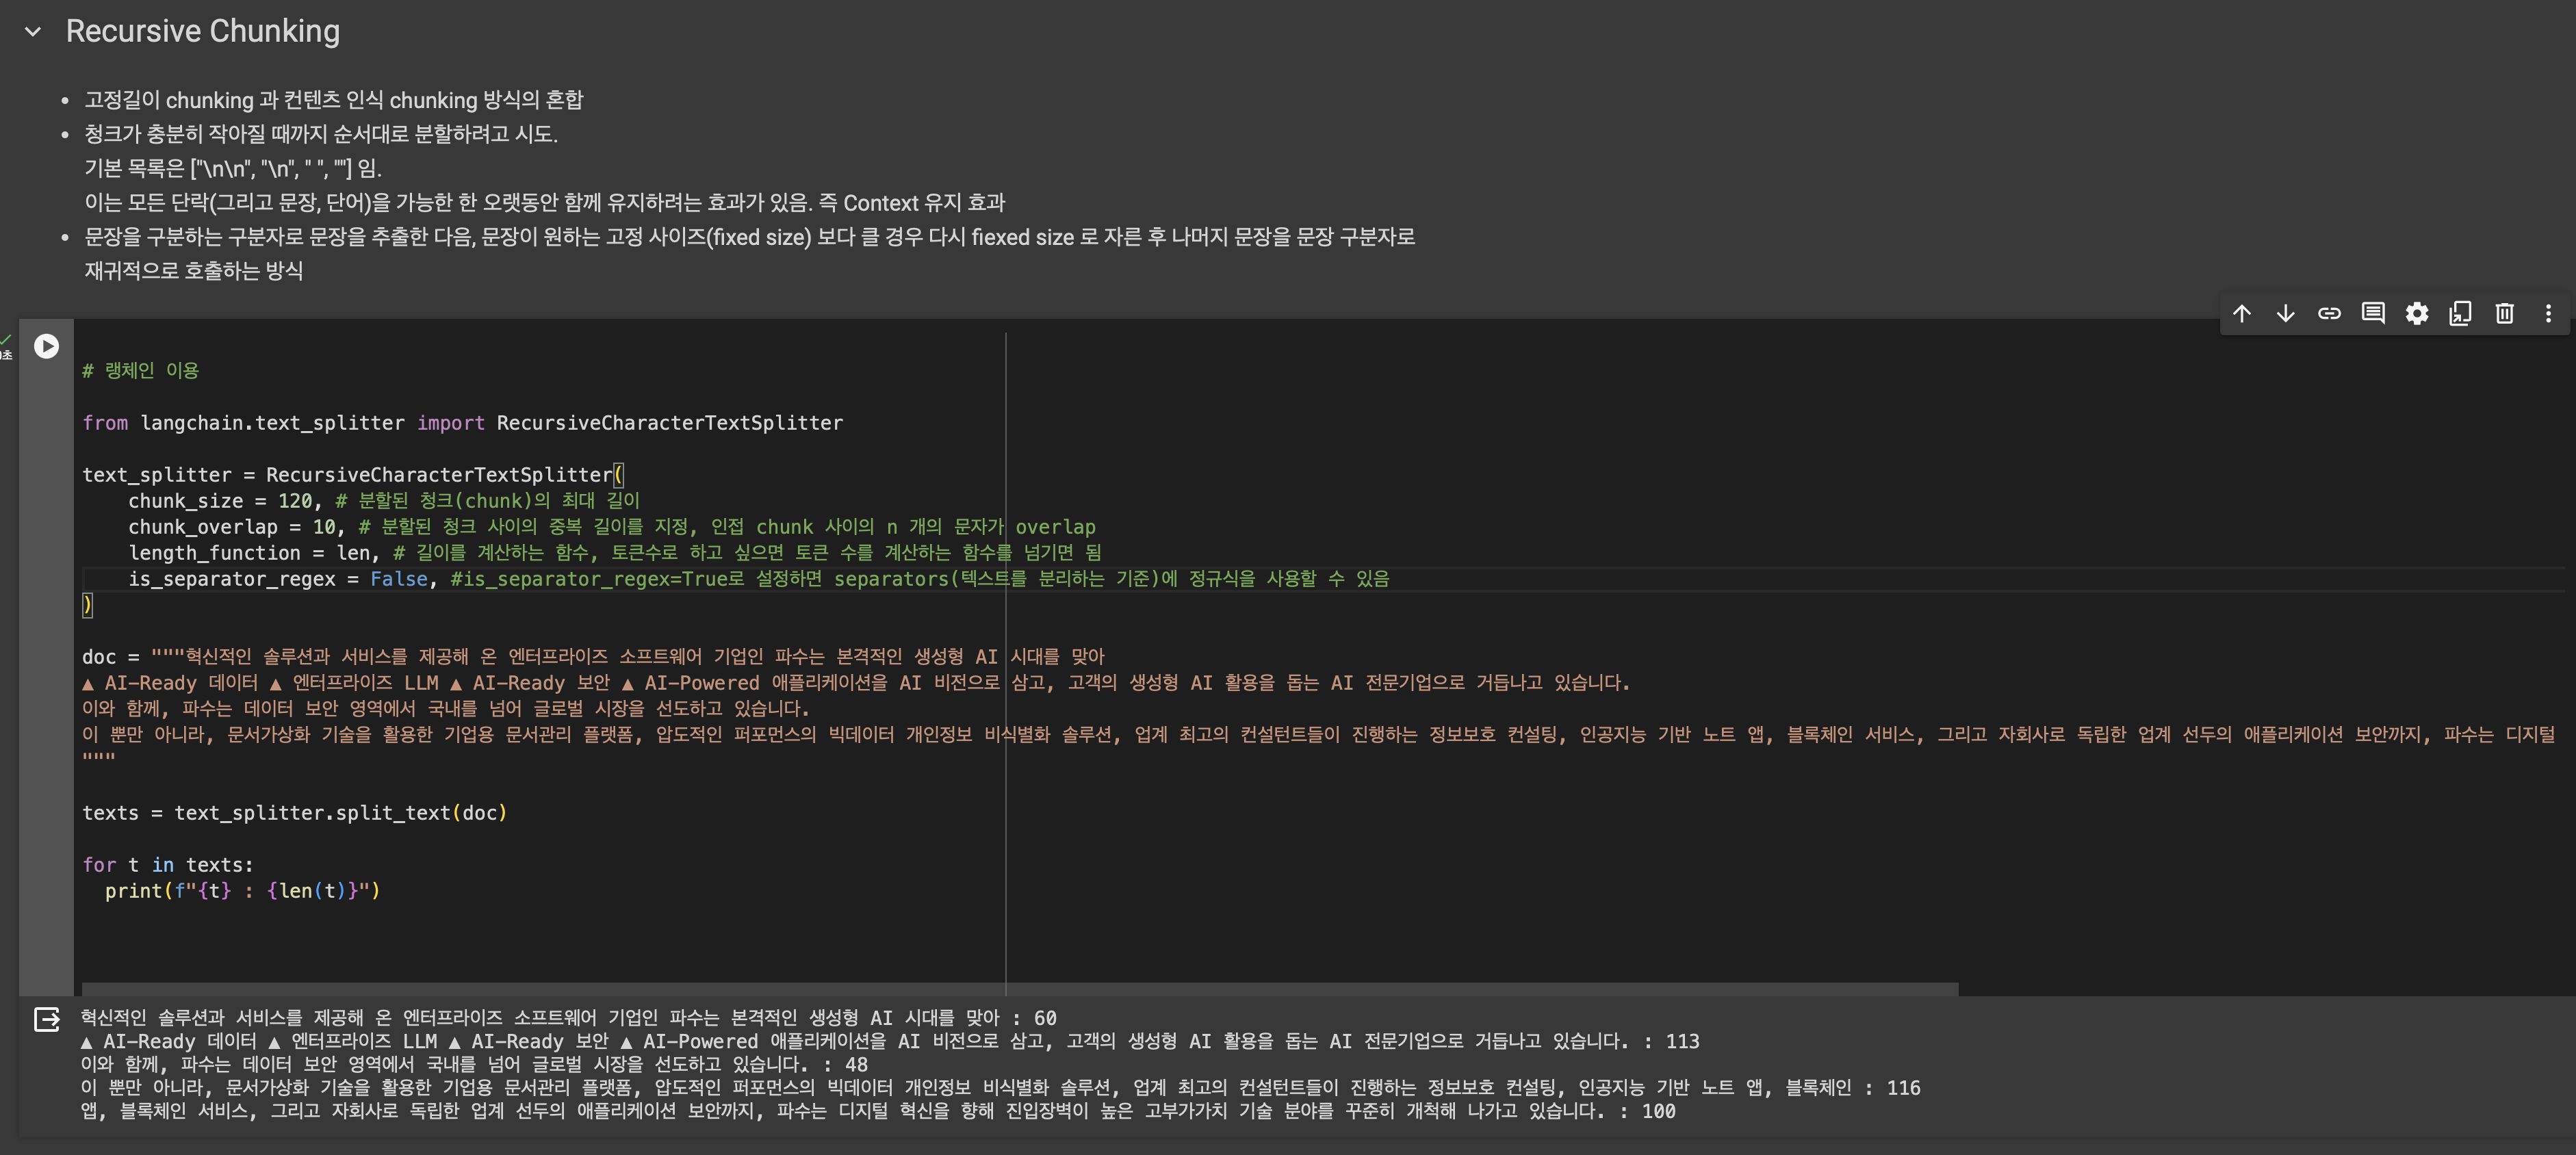 Recursive Chunking
• 고정길이 chunking 과 컨텐츠 인식 chunking 방식의 혼합
• 청크가 충분히 작아질 때까지 순서대로 분할하려고 시도.
기본 목록은 ["\n\n", "\n", " ", ""] 임.
이는 모든 단락(그리고 문장, 단어)을 가능한 한 오랫동안 함께 유지하려는 효과가 있음. 즉 Context 유지 효과
• 문장을 구분하는 구분자로 문장을 추출한 다음, 문장이 원하는 고정 사이즈(fixed size) 보다 클 경우 다시 fiexed size 로 자른 후 나머지 문장을 문장 구분자로
재귀적으로 호출하는 방식
# 랭체인 이용
from langchain.text_splitter import RecursiveCharacterTextSplitter
text_splitter = RecursiveCharacterTextSplitter(
    chunk_size = 120, # 분할된 청크(chunk)의 최대 길이
    chunk_overlap = 10, # 분할된 청크 사이의 중복 길이를 지정, 인접 chunk 사이의 n 개의 문자가 overlap
    length_function = len, # 길이를 계산하는 함수, 토큰수로 하고 싶으면 토큰 수를 계산하는 함수를 넘기면 됨
    is_separator_regex = False, #is_separator_regex=True로 설정하면 separators(텍스트를 분리하는 기준)에 정규식을 사용할 수 있음
)
doc = """혁신적인 솔루션과 서비스를 제공해 온 엔터프라이즈 소프트웨어 기업인 파수는 본격적인 생성형 AI 시대를 맞아
▲ AI-Ready 데이터 ▲ 엔터프라이즈 LLM ▲ AI-Ready 보안 ▲ AI-Powered 애플리케이션을 AI 비전으로 삼고, 고객의 생성형 AI 활용을 돕는 AI 전문기업으로 거듭나고 있습니다.
이와 함께, 파수는 데이터 보안 영역에서 국내를 넘어 글로벌 시장을 선도하고 있습니다.
이 뿐만 아니라, 문서가상화 기술을 활용한 기업용 문서관리 플랫폼, 압도적인 퍼포먼스의 빅데이터 개인정보 비식별화 솔루션, 업계 최고의 컨설턴트들이 진행하는 정보보호 컨설팅, 인공지능 기반 노트 앱, 블록체인 서비스, 그리고 자회사로 독립한 업계 선두의 애플리케이션 보안까지, 파수는 디지털
"""
texts = text_splitter.split_text(doc)
for t in texts:
  print(f"{t} : {len(t)}")
혁신적인 솔루션과 서비스를 제공해 온 엔터프라이즈 소프트웨어 기업인 파수는 본격적인 생성형 AI 시대를 맞아 : 60
▲ AI-Ready 데이터 ▲ 엔터프라이즈 LLM ▲ AI-Ready 보안 ▲ AI-Powered 애플리케이션을 AI 비전으로 삼고, 고객의 생성형 AI 활용을 돕는 AI 전문기업으로 거듭나고 있습니다. : 113
이와 함께, 파수는 데이터 보안 영역에서 국내를 넘어 글로벌 시장을 선도하고 있습니다. : 48
이 뿐만 아니라, 문서가상화 기술을 활용한 기업용 문서관리 플랫폼, 압도적인 퍼포먼스의 빅데이터 개인정보 비식별화 솔루션, 업계 최고의 컨설턴트들이 진행하는 정보보호 컨설팅, 인공지능 기반 노트 앱, 블록체인 : 116
앱, 블록체인 서비스, 그리고 자회사로 독립한 업계 선두의 애플리케이션 보안까지, 파수는 디지털 혁신을 향해 진입장벽이 높은 고부가가치 기술 분야를 꾸준히 개척해 나가고 있습니다. : 100